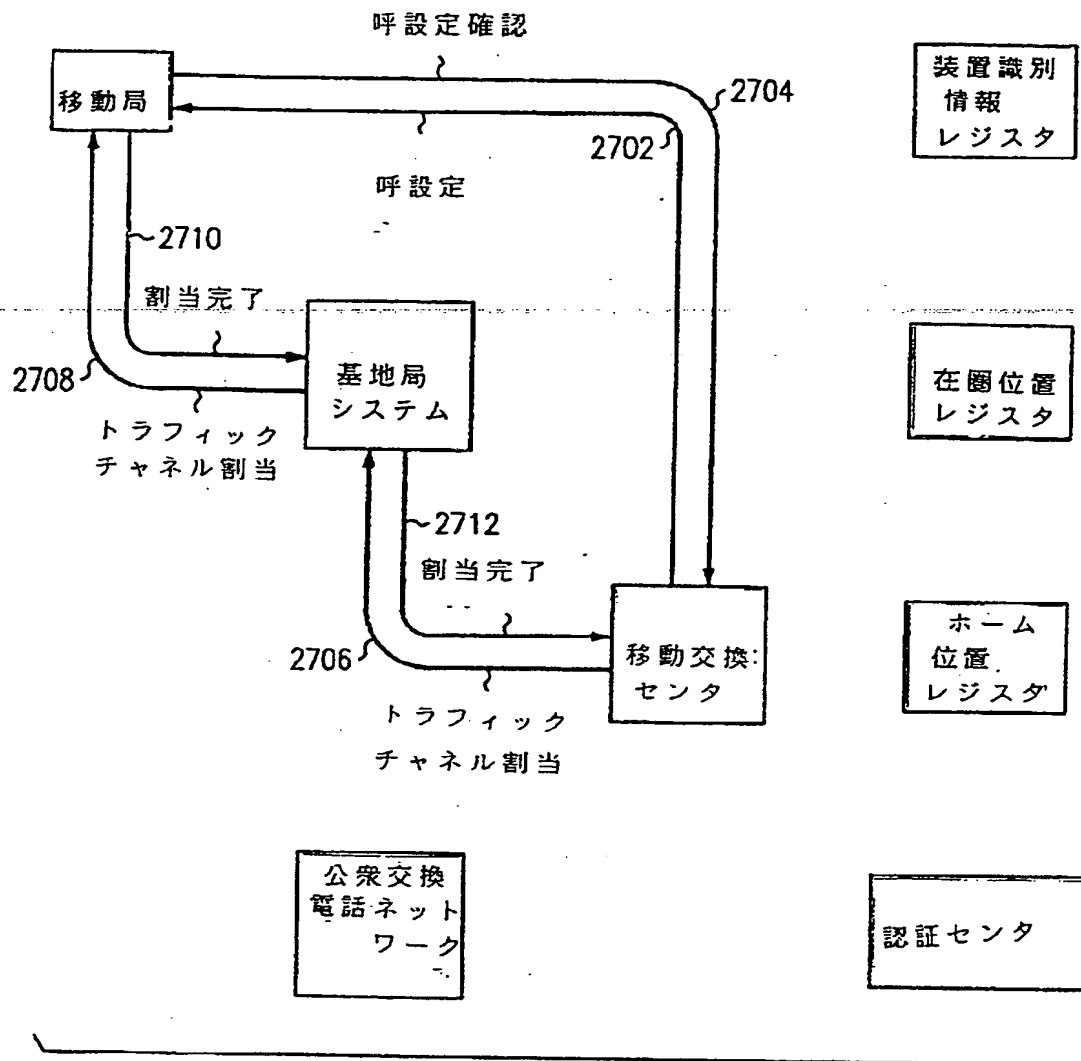 呼設定確認
移動局
2704
2702
装置識別
情報
レジスタ
呼設定
2710
割当完了
2708
基地局
システム
在圏位置
レジスタ
トラフィック
チャネル割当
2712
割当完了
2706
移動交換
センタ
ホーム
位置
レジスタ
トラフィック
チャネル割当
公衆交換
電話ネット
ワーク
認証センタ